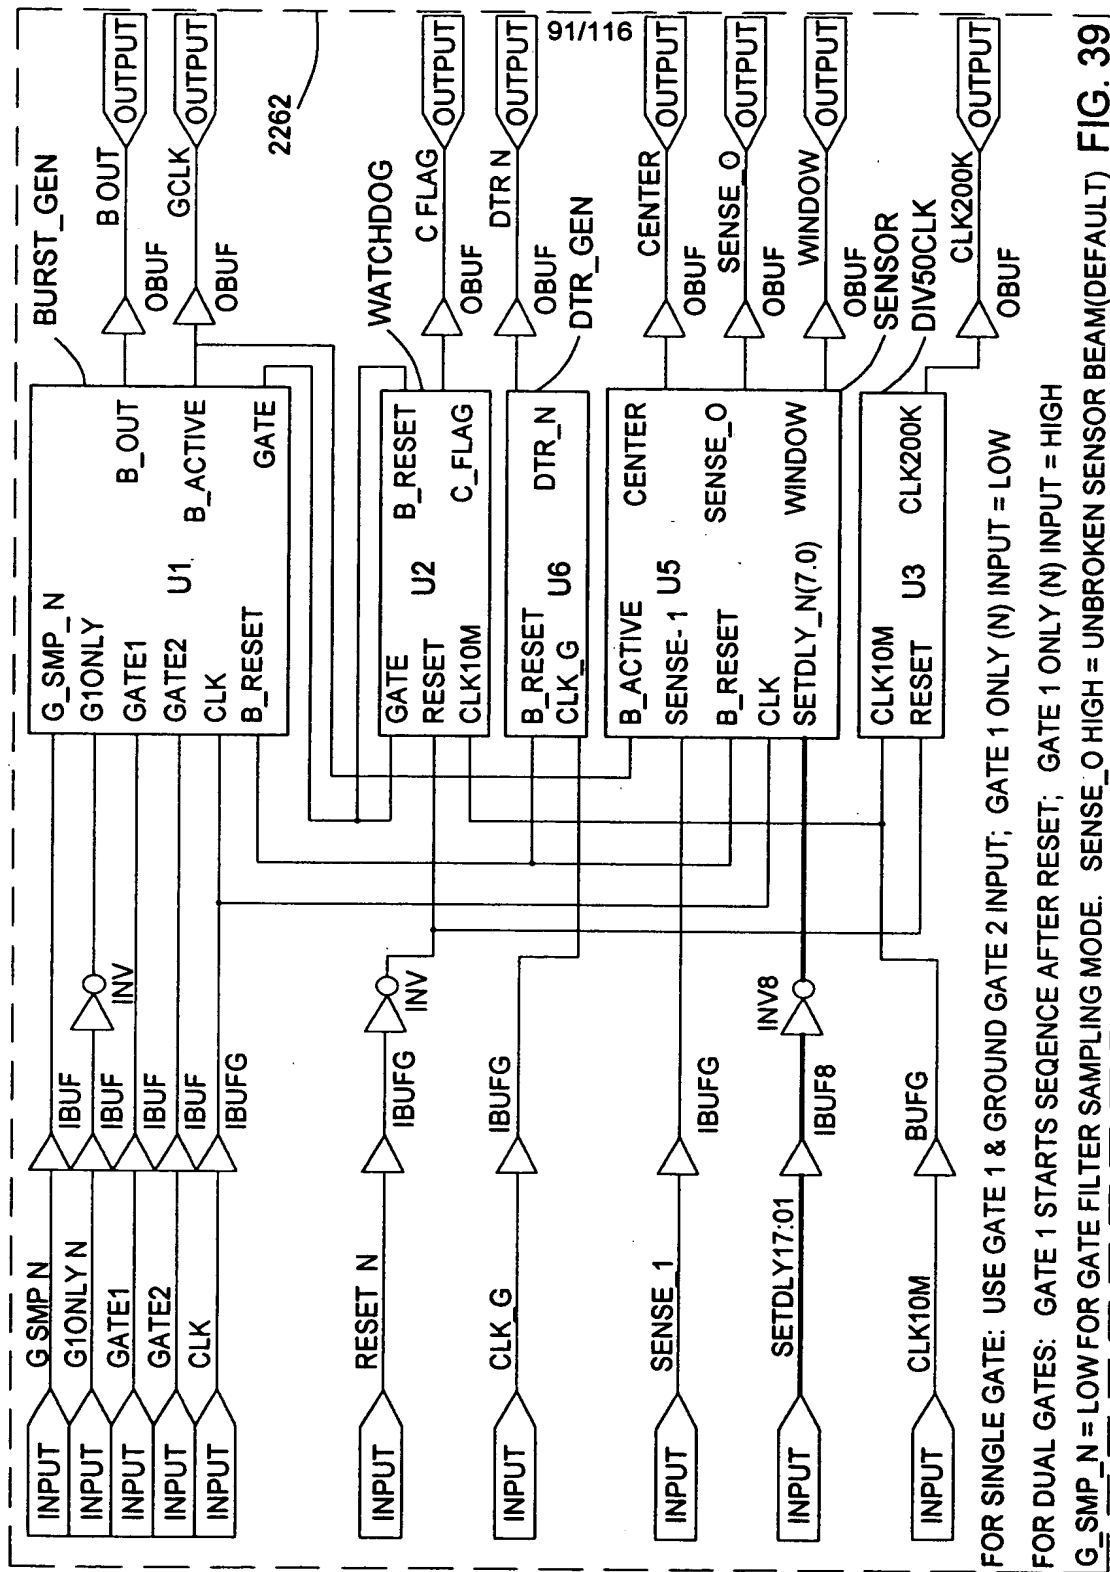 91/116
G SMP N
G1ONLY N
GATE1
GATE2
CLK
INPUT
INPUT
INPUT
INPUT
INPUT
IBUF
IBUF
IBUF
IBUF
IBUFG
INV
BURST_GEN
G_SMP_N
G1ONLY
GATE1
GATE2
CLK
B_RESET
U1
B_OUT
B_ACTIVE
GATE
OBUF
OBUF
B OUT
GCLK
OUTPUT
OUTPUT
2262
RESET N
INPUT
IBUFG
INV
WATCHDOG
GATE
RESET
CLK10M
U2
B_RESET
C_FLAG
OBUF
C FLAG
OUTPUT
CLK_G
INPUT
IBUFG
B_RESET
CLK_G
U6
DTR_N
OBUF
DTR_GEN
DTR N
OUTPUT
SENSE_1
INPUT
IBUFG
SETDLY17:01
INPUT
IBUF8
INV8
B_ACTIVE
SENSE-1
B_RESET
CLK
SETDLY_N(7.0)
U5
CENTER
SENSE_O
WINDOW
OBUF
OBUF
OBUF
SENSOR
CENTER
SENSE_O
WINDOW
OUTPUT
OUTPUT
OUTPUT
CLK10M
INPUT
BUFG
CLK10M
RESET
U3
CLK200K
DIV50CLK
OBUF
CLK200K
OUTPUT
FOR SINGLE GATE: USE GATE 1 & GROUND GATE 2 INPUT; GATE 1 ONLY (N) INPUT = LOW
FOR DUAL GATES: GATE 1 STARTS SEQENCE AFTER RESET; GATE 1 ONLY (N) INPUT = HIGH
G_SMP_N = LOW FOR GATE FILTER SAMPLING MODE. SENSE_O HIGH = UNBROKEN SENSOR BEAM(DEFAULT)
FIG. 39